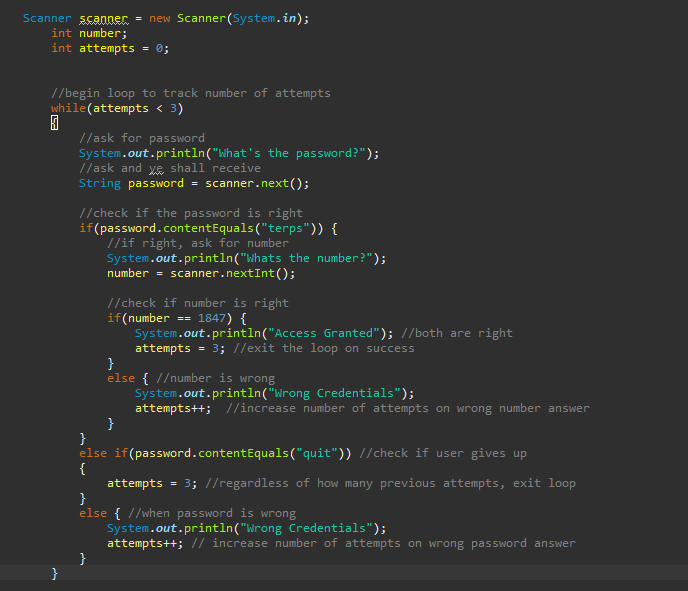 Scanner scanner = new Scanner(System.in);
int number;
int attempts = 0;
//begin loop to track number of attempts
while(attempts < 3)
{
//ask for password
System.out.println("What's the password?");
//ask and ye shall receive
String password = scanner.next();
//check if the password is right
if(password.contentEquals("terps")) {
//if right, ask for number
System.out.println("Whats the number?");
number = scanner.nextInt();
//check if number is right
if(number == 1847) {
System.out.println("Access Granted"); //both are right
attempts = 3; //exit the loop on success
}
else { //number is wrong
System.out.println("Wrong Credentials");
attempts++;  //increase number of attempts on wrong number answer
}
}
else if(password.contentEquals("quit")) //check if user gives up
{
attempts = 3; //regardless of how many previous attempts, exit loop
}
else { //when password is wrong
System.out.println("Wrong Credentials");
attempts++; // increase number of attempts on wrong password answer
}
}